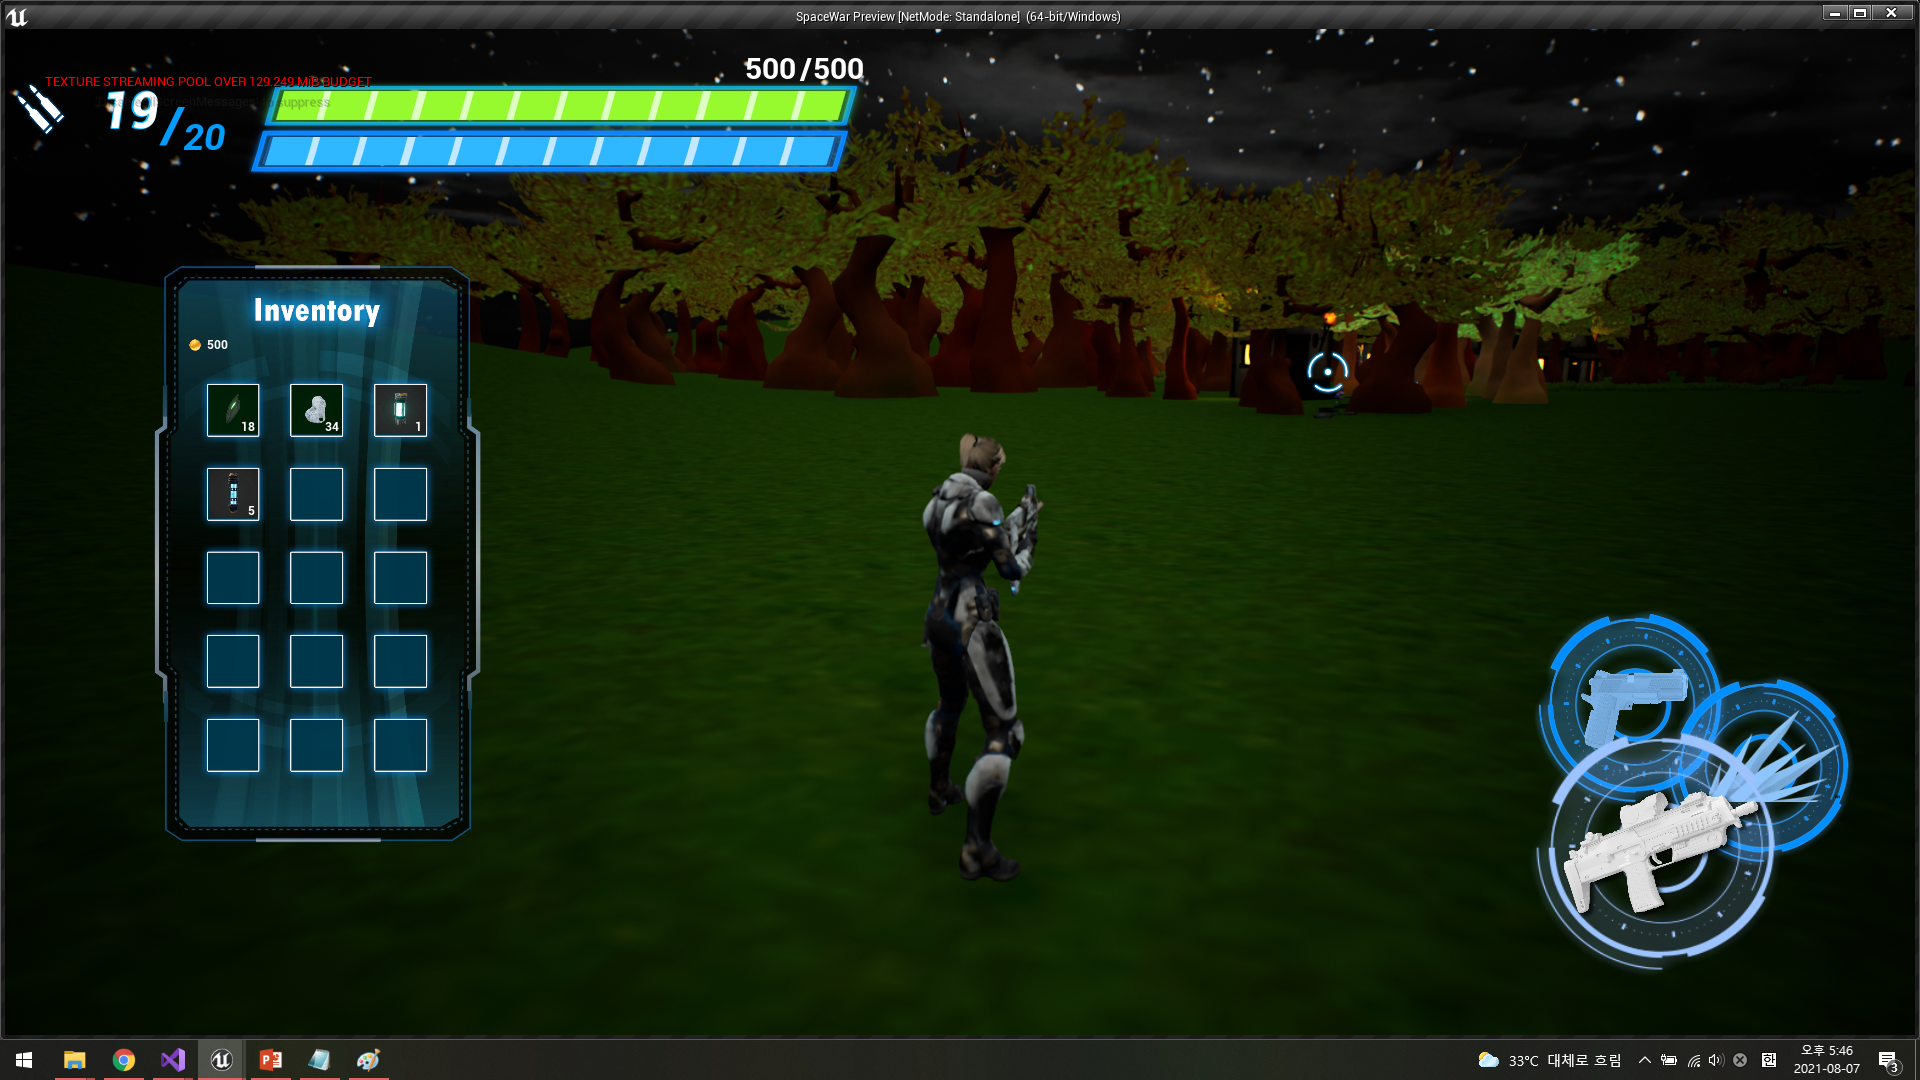 SpaceWar Preview [NetMode: Standalone] (64-bit/Windows)
500/500
TEXTURE STREAMING POOL OVER 129.249 MiB BUDGET
suppress
19/20
Inventory
500
18
34
1
5
33°C 대체로 흐림
오후 5:46
2021-08-07
3